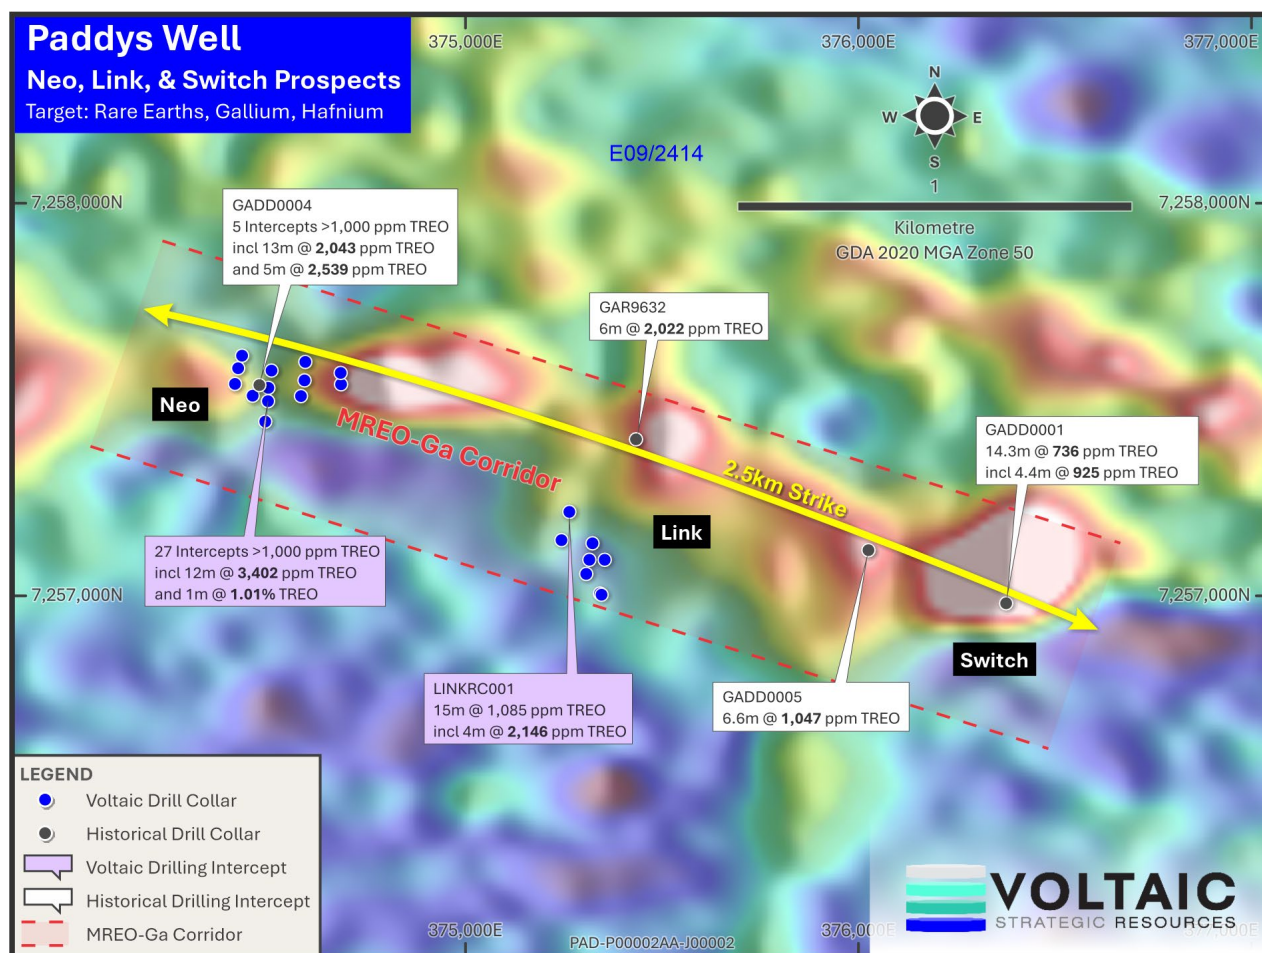 Paddys Well
Neo, Link, & Switch Prospects
Target: Rare Earths, Gallium, Hafnium
375,000E
376,000E
377,000E
N
W
E
S
E09/2414
1
Kilometre
GDA 2020 MGA Zone 50
7,258,000N
7,258,000N
GADD0004
5 Intercepts >1,000 ppm TREO
incl 13m @ 2,043 ppm TREO
and 5m @ 2,539 ppm TREO
GAR9632
6m @ 2,022 ppm TREO
Neo
MREO-Ga Corridor
2.5km Strike
GADD0001
14.3m @ 736 ppm TREO
incl 4.4m @ 925 ppm TREO
Link
27 Intercepts >1,000 ppm TREO
incl 12m @ 3,402 ppm TREO
and 1m @ 1.01% TREO
7,257,000N
7,257,000N
Switch
LINKRC001
15m @ 1,085 ppm TREO
incl 4m @ 2,146 ppm TREO
GADD0005
6.6m @ 1,047 ppm TREO
LEGEND
Voltaic Drill Collar
Historical Drill Collar
Voltaic Drilling Intercept
Historical Drilling Intercept
MREO-Ga Corridor
375,000E
PAD-P00002AA-J00002
376,000E
377,000E
VOLTAIC
STRATEGIC RESOURCES